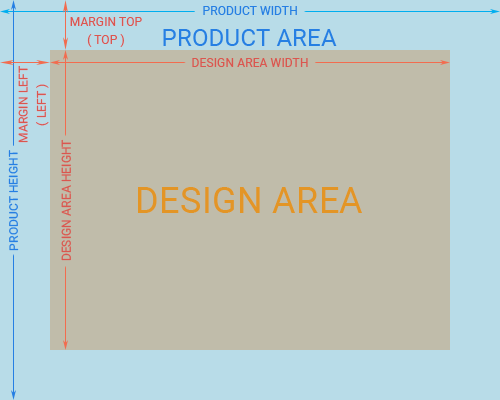 PRODUCT WIDTH
MARGIN TOP
( TOP )
PRODUCT AREA
DESIGN AREA WIDTH
MARGIN LEFT
( LEFT )
PRODUCT HEIGHT
DESIGN AREA HEIGHT
DESIGN AREA